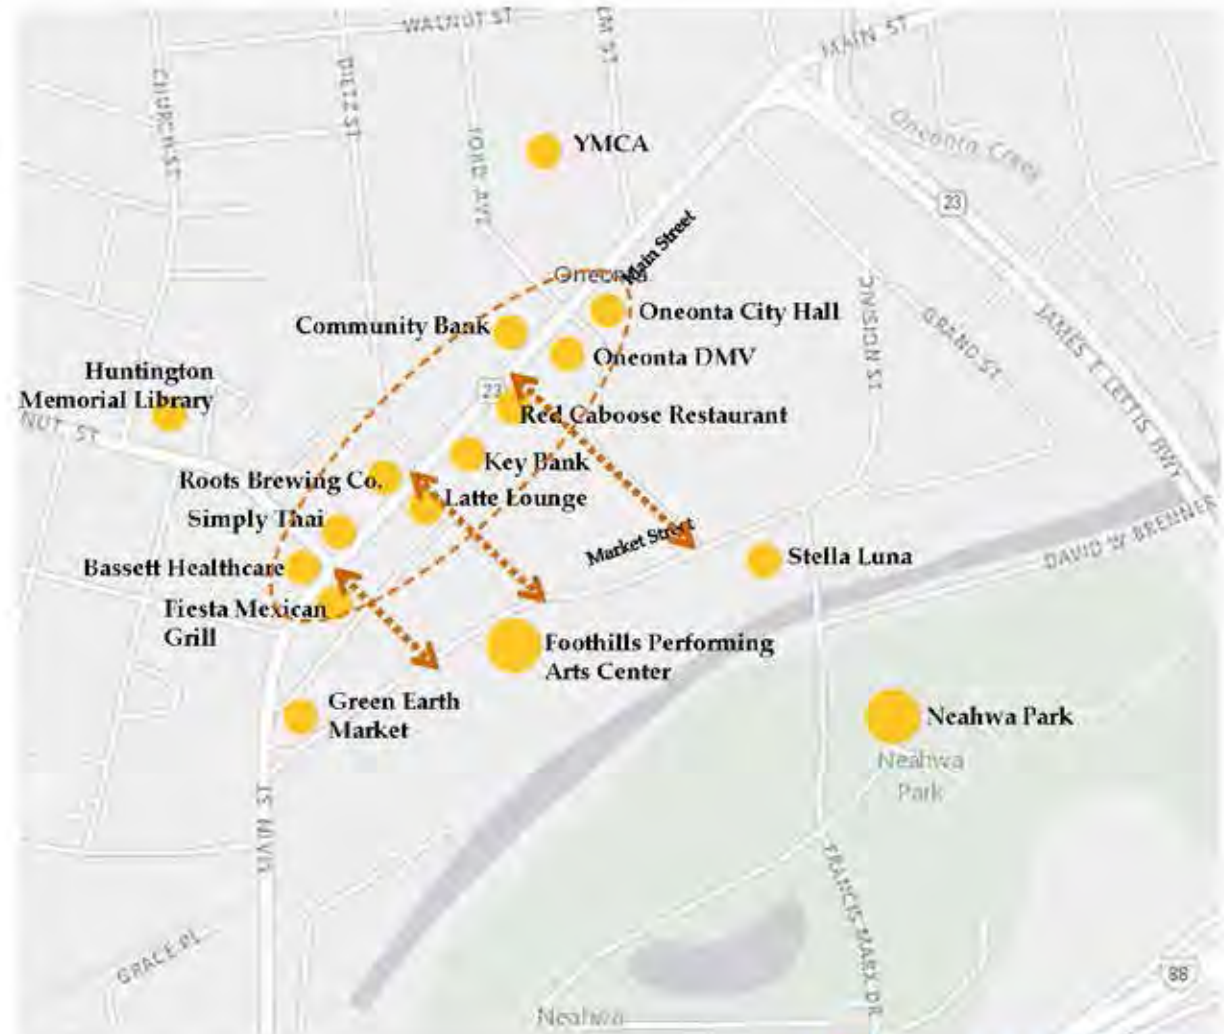 WALNUT ST
MAIN ST
CHURCH ST
DIETZ ST
FORD AVE
YMCA
Oneonta Creek
23
Main Street
Oneonta City Hall
Community Bank
Oneonta DMV
DIVISION ST
GRAND ST
JAMES F LETTIS HWY
Huntington
Memorial Library
23
Red Caboose Restaurant
NUT ST
Key Bank
Roots Brewing Co.
Latte Lounge
Simply Thai
Market Street
Stella Luna
DAVID W BRENNER
Bassett Healthcare
Fiesta Mexican
Grill
Foothills Performing
Arts Center
Green Earth
Market
Neahwa Park
Neahwa
Park
MAIN ST
FRANCIS MARX DR
GRACE PL
88
Neahwa